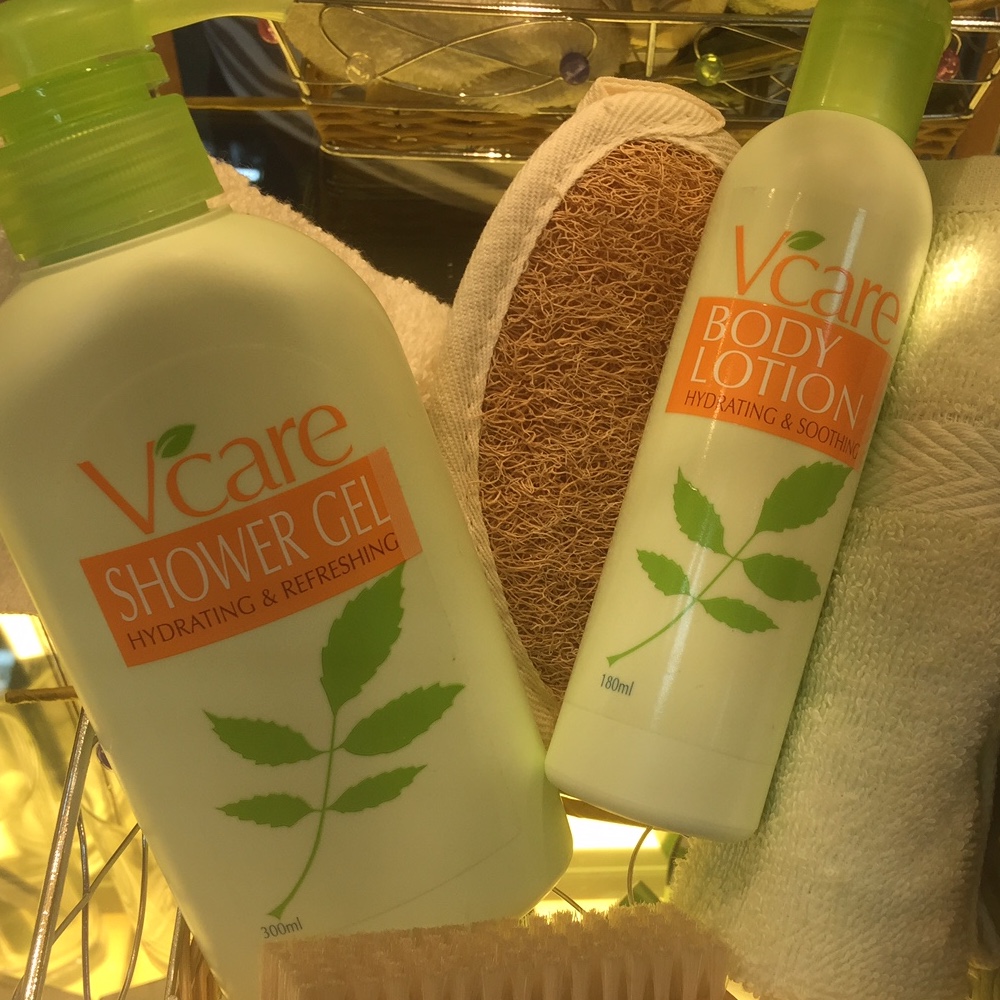 Vcare
SHOWER GEL
HYDRATING & REFRESHING
300ml
Vcare
BODY
LOTION
HYDRATING & SOOTHING
180ml